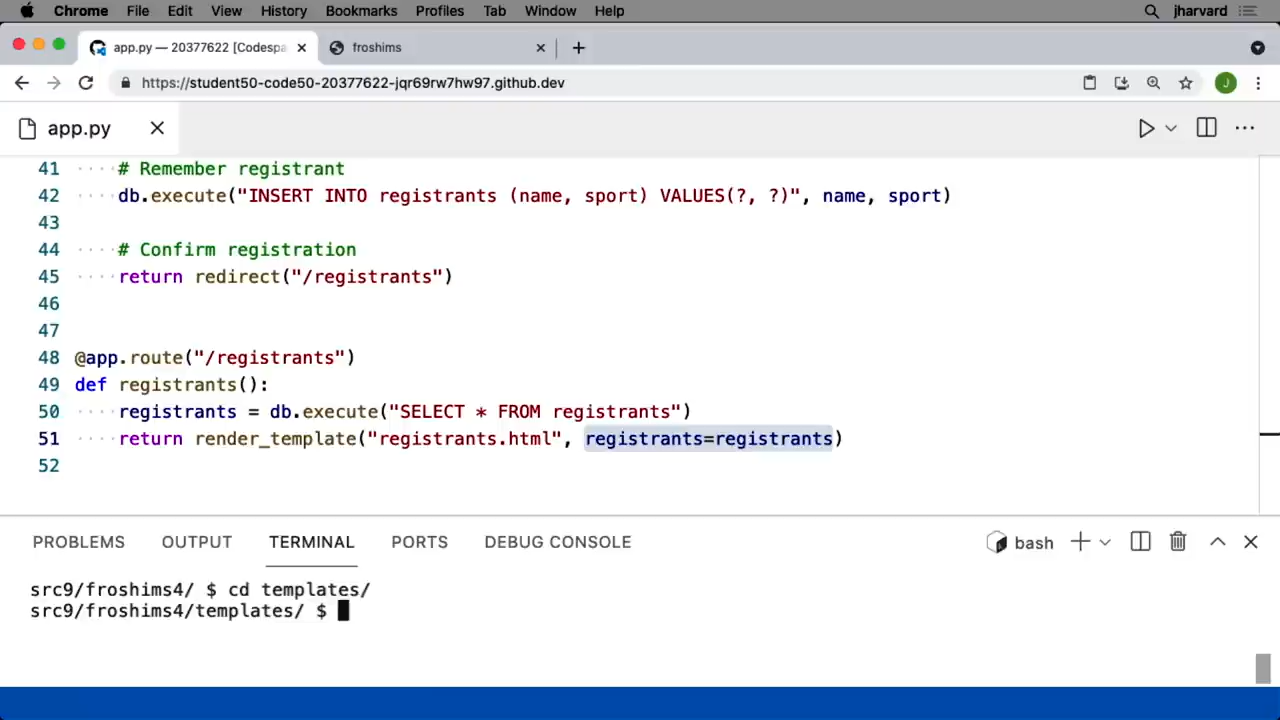 Chrome File Edit View History Bookmarks Profiles Tab Window Help jharvard
app.py — 20377622 [Codespa froshims
https://student50-code50-20377622-jqr69rw7hw97.github.dev J
app.py
41 # Remember registrant
42 db.execute("INSERT INTO registrants (name, sport) VALUES(?, ?)", name, sport)
43
44 # Confirm registration
45 return redirect("/registrants")
46
47
48 @app.route("/registrants")
49 def registrants():
50 registrants = db.execute("SELECT * FROM registrants")
51 return render_template("registrants.html", registrants=registrants)
52
PROBLEMS OUTPUT TERMINAL PORTS DEBUG CONSOLE bash
src9/froshims4/ $ cd templates/
src9/froshims4/templates/ $